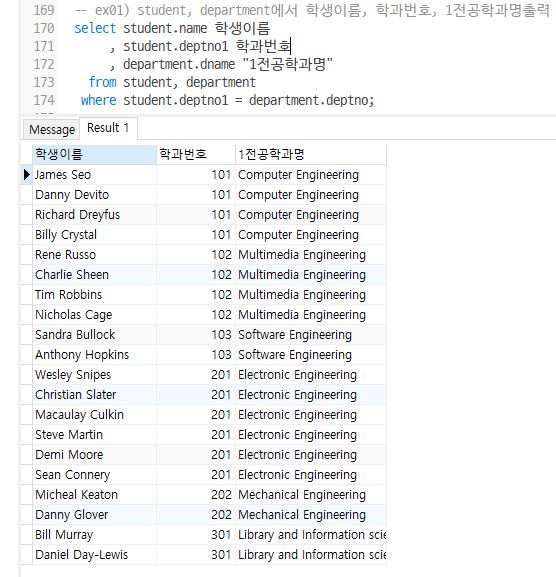 169 -- ex01) student, department에서 학생이름, 학과번호, 1전공학과명출력
170 select student.name 학생이름
171 , student.deptno1 학과번호
172 , department.dname "1전공학과명"
173 from student, department
174 where student.deptno1 = department.deptno;
Message Result 1
학생이름 학과번호 1전공학과명
James Seo 101 Computer Engineering
Danny Devito 101 Computer Engineering
Richard Dreyfus 101 Computer Engineering
Billy Crystal 101 Computer Engineering
Rene Russo 102 Multimedia Engineering
Charlie Sheen 102 Multimedia Engineering
Tim Robbins 102 Multimedia Engineering
Nicholas Cage 102 Multimedia Engineering
Sandra Bullock 103 Software Engineering
Anthony Hopkins 103 Software Engineering
Wesley Snipes 201 Electronic Engineering
Christian Slater 201 Electronic Engineering
Macaulay Culkin 201 Electronic Engineering
Steve Martin 201 Electronic Engineering
Demi Moore 201 Electronic Engineering
Sean Connery 201 Electronic Engineering
Micheal Keaton 202 Mechanical Engineering
Danny Glover 202 Mechanical Engineering
Bill Murray 301 Library and Information scie
Daniel Day-Lewis 301 Library and Information scie